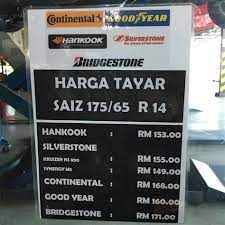 Continental
GOODYEAR
HANKOOK
SILVERSTONE
BRIDGESTONE
HARGA TAYAR
SAIZ 175/65 R 14
HANKOOK : RM 153.00
SILVERSTONE
KRUIZER NS 800 : RM 155.00
SYNERGY M5 : RM 149.00
CONTINENTAL : RM 168.00
GOOD YEAR : RM 160.00
BRIDGESTONE : RM 171.00